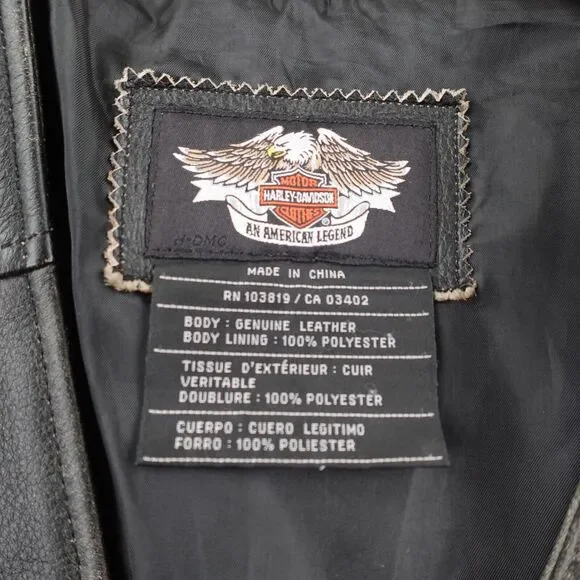 MOTOR
HARLEY-DAVIDSON
CLOTHES
®
AN AMERICAN LEGEND
H-DMC
MADE IN CHINA
RN 103819 / CA 03402
BODY : GENUINE LEATHER
BODY LINING : 100% POLYESTER
TISSUE D'EXTÉRIEUR : CUIR
VERITABLE
DOUBLURE : 100% POLYESTER
CUERPO : CUERO LEGITIMO
FORRO : 100% POLIESTER